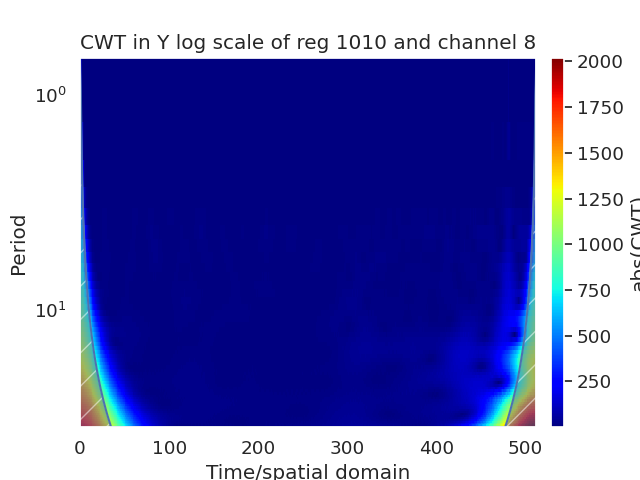 CWT in Y log scale of reg 1010 and channel 8
Period
10⁰
10¹
0 100 200 300 400 500
Time/spatial domain
2000
1750
1500
1250
1000
750
500
250
abs(CWT)